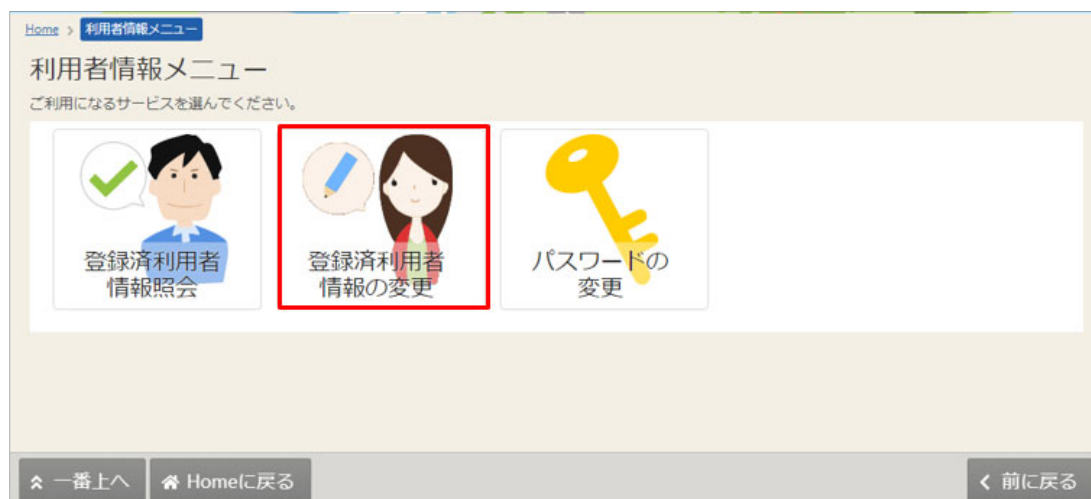 Home > 利用者情報メニュー
利用者情報メニュー
ご利用になるサービスを選んでください。
登録済利用者
情報照会
登録済利用者
情報の変更
パスワードの
変更
一番上へ
Homeに戻る
前に戻る